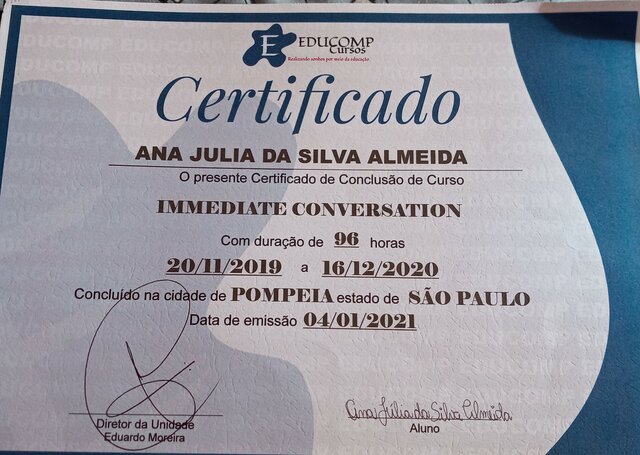 EDUCOMP
Cursos
Realizando sonhos por meio da educação
Certificado
ANA JULIA DA SILVA ALMEIDA
O presente Certificado de Conclusão de Curso
IMMEDIATE CONVERSATION
Com duração de 96 horas
20/11/2019 a 16/12/2020
Concluído na cidade de POMPEIA estado de SÃO PAULO
Data de emissão 04/01/2021
Ana Júlia da Silva Almeida
Diretor da Unidade
Eduardo Moreira
Aluno